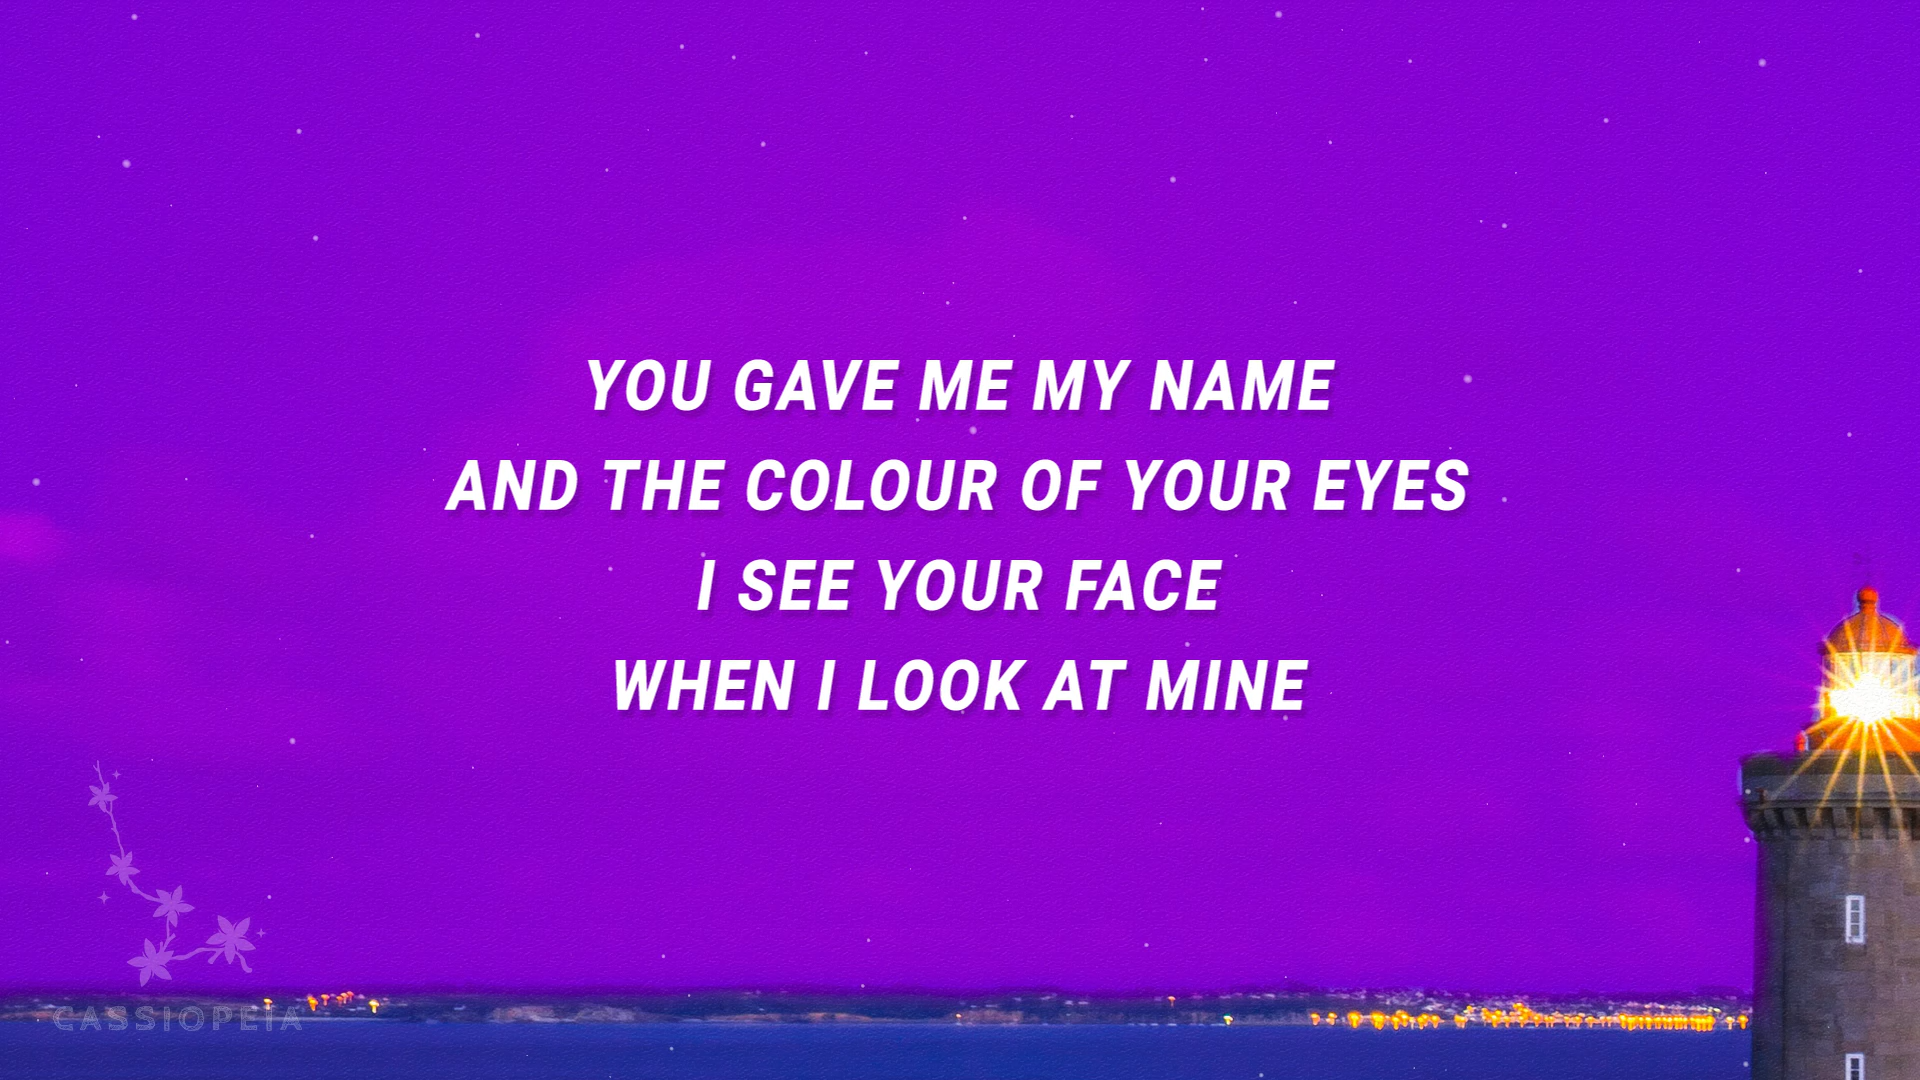 YOU GAVE ME MY NAME
AND THE COLOUR OF YOUR EYES
I SEE YOUR FACE
WHEN I LOOK AT MINE
CASSIOPEIA